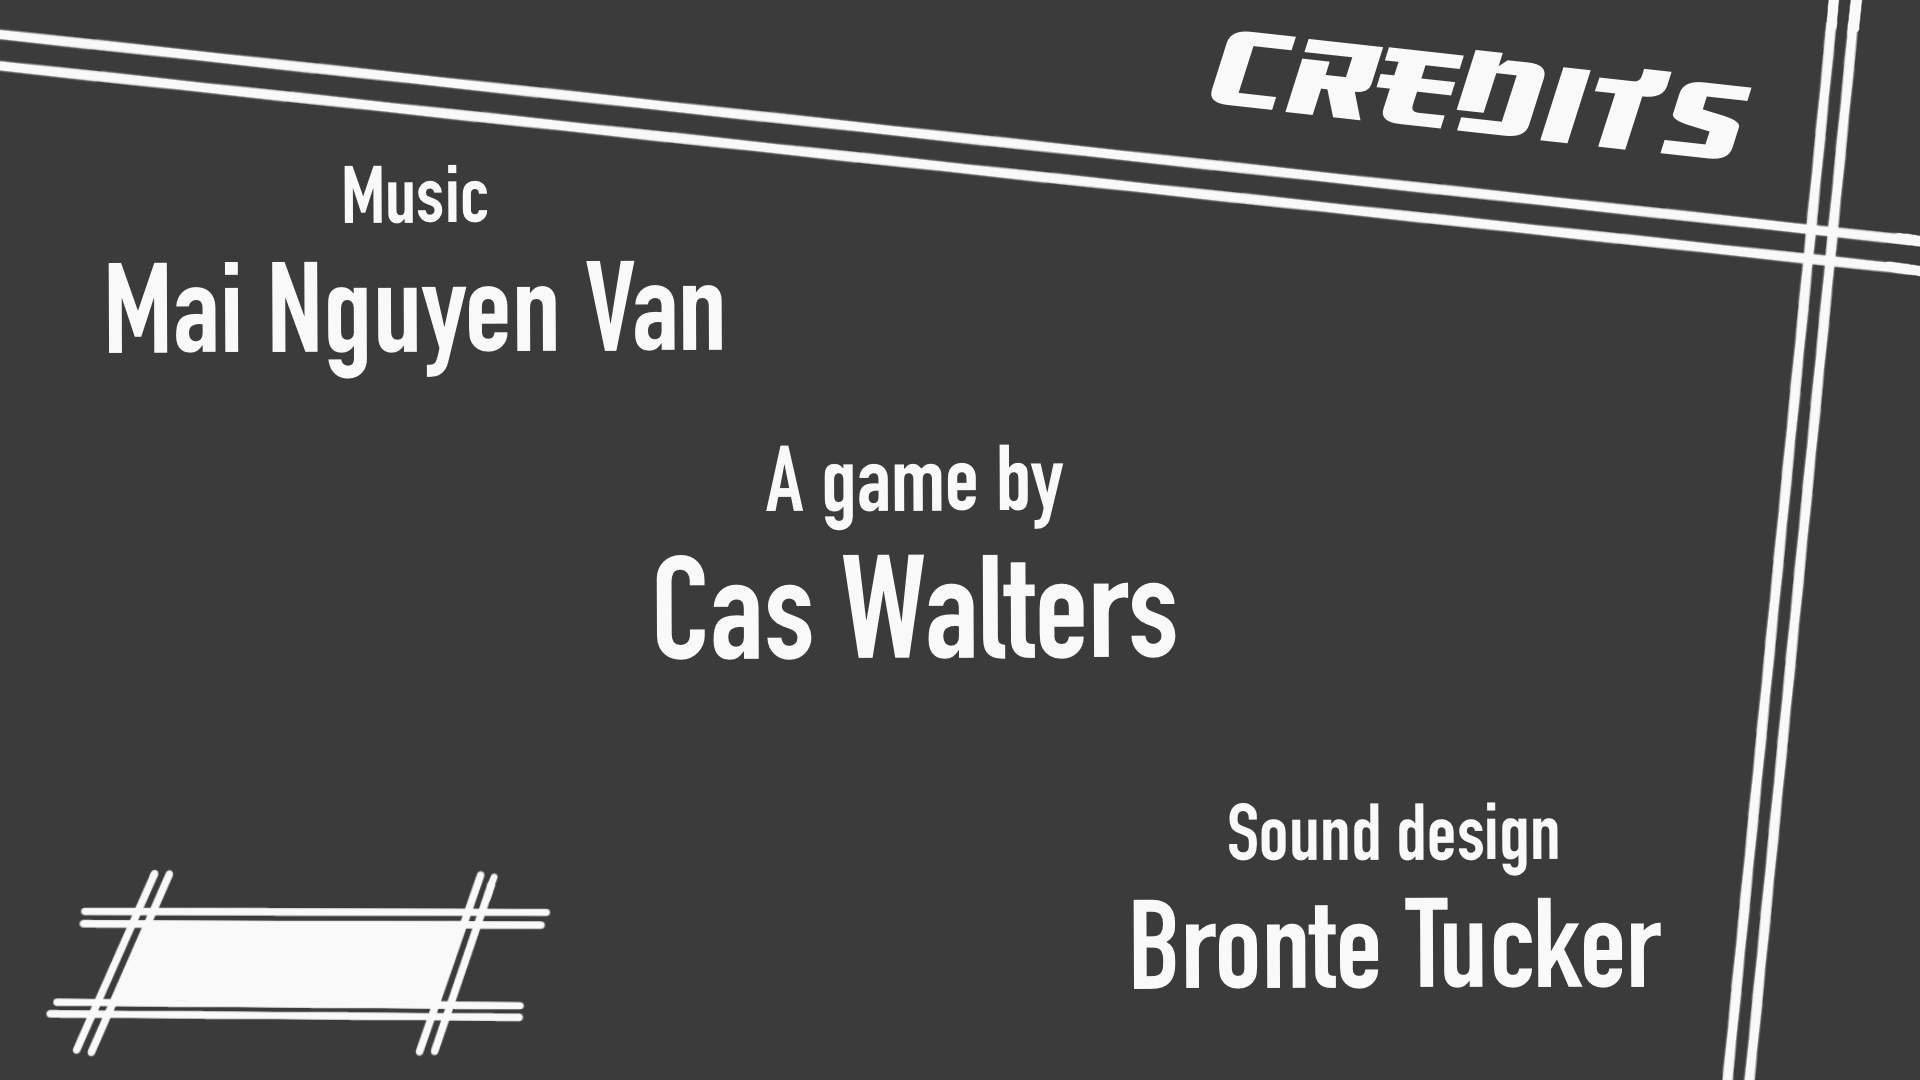 CREDITS
Music
Mai Nguyen Van
A game by
Cas Walters
Sound design
Bronte Tucker